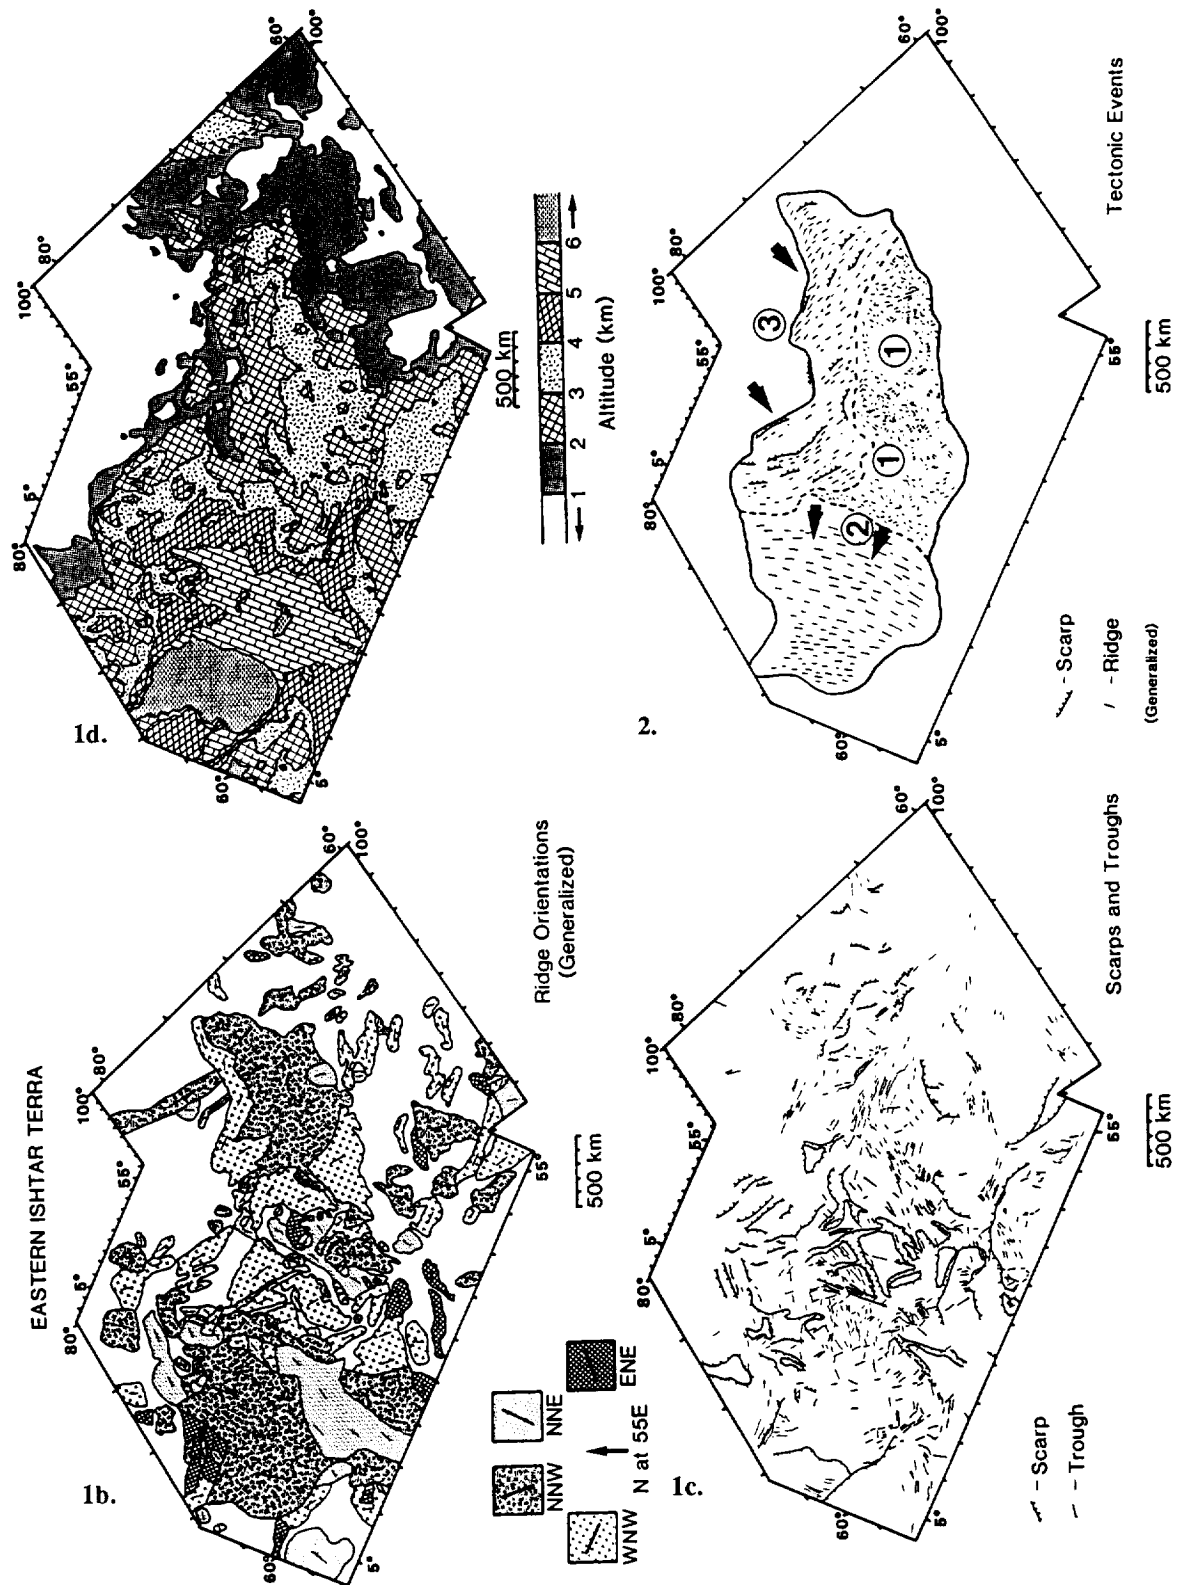 EASTERN ISHTAR TERRA
1b.
80°
5°
55°
100°
80°
60°
100°
55°
5°
60°
Ridge Orientations
(Generalized)
500 km
NNW
NNE
WNW
ENE
N at 55E
1d.
80°
5°
55°
100°
80°
60°
100°
5°
60°
500 km
1
2
3
4
5
6
Altitude (km)
1c.
80°
5°
55°
100°
80°
60°
100°
55°
5°
60°
Scarps and Troughs
500 km
- Scarp
- Trough
2.
80°
5°
55°
100°
80°
60°
100°
55°
5°
60°
1
1
2
3
Tectonic Events
500 km
- Scarp
- Ridge
(Generalized)